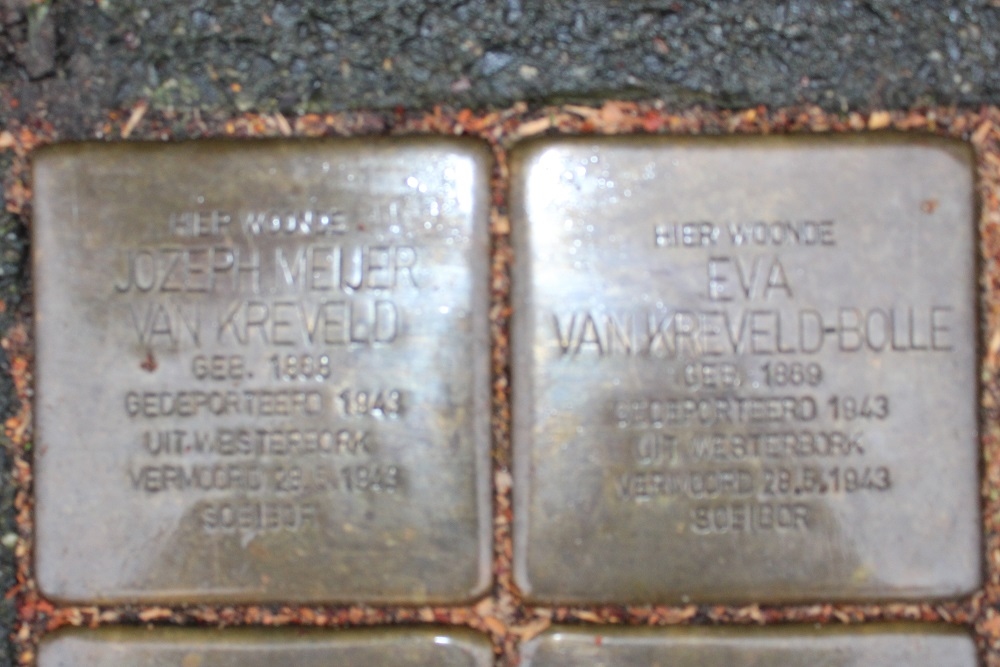 HIER WOONDE
JOZEPH MEIJER
VAN KREVELD
GEB. 1868
GEDEPORTEERD 1943
UIT WESTERBORK
VERMOORD 28.5.1943
SOBIBOR
HIER WOONDE
EVA
VAN KREVELD-BOLLE
GEB. 1869
GEDEPORTEERD 1943
UIT WESTERBORK
VERMOORD 28.5.1943
SOBIBOR